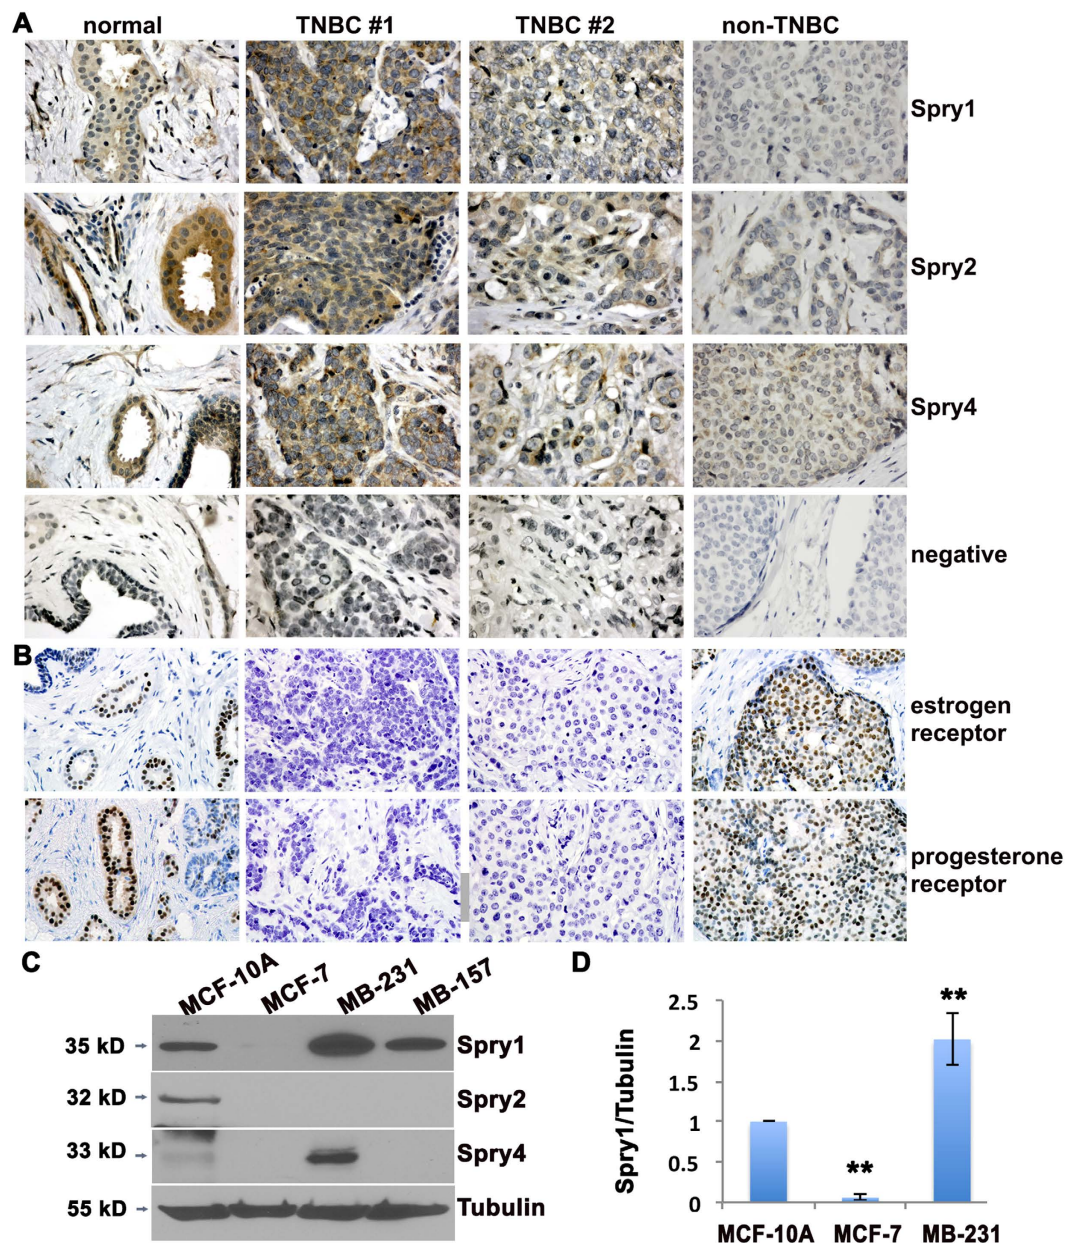 A
normal
TNBC #1
TNBC #2
non-TNBC
Spry1
Spry2
Spry4
negative
B
estrogen
receptor
progesterone
receptor
C
MCF-10A
MCF-7
MB-231
MB-157
35 kD
Spry1
32 kD
Spry2
33 kD
Spry4
55 kD
Tubulin
D
Spry1/Tubulin
2.5
2
1.5
1
0.5
0
**
**
MCF-10A
MCF-7
MB-231